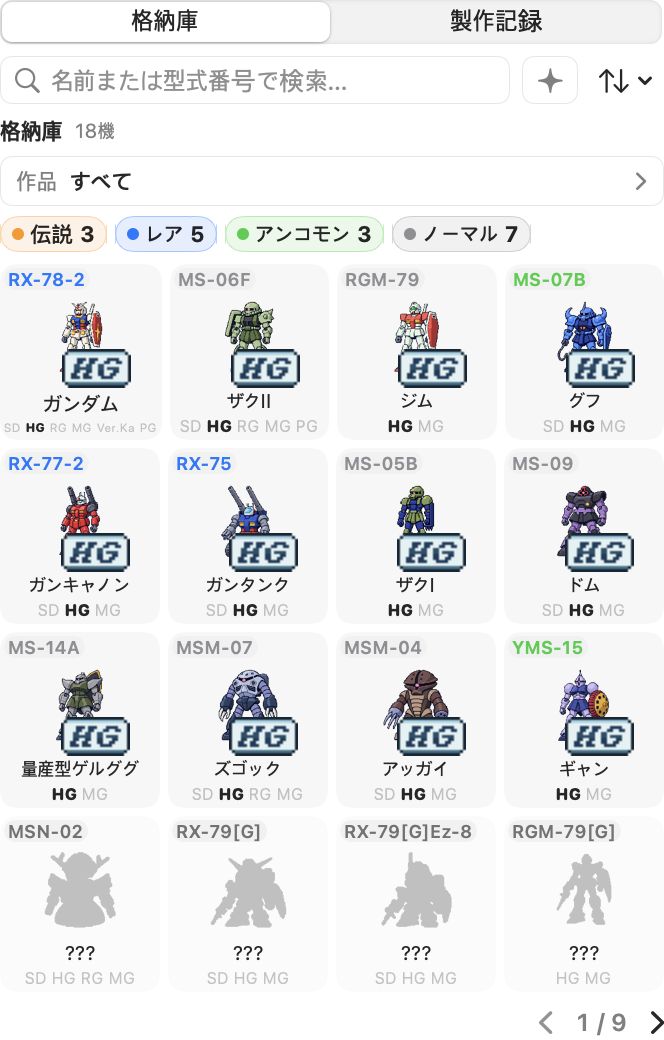 格納庫 製作記録
名前または型式番号で検索...
格納庫 18機
作品 すべて
伝説 3 レア 5 アンコモン 3 ノーマル 7
RX-78-2 MS-06F RGM-79 MS-07B
HG HG HG HG
ガンダム ザクII ジム グフ
SD HG RG MG Ver.Ka PG SD HG RG MG PG HG MG SD HG MG
RX-77-2 RX-75 MS-05B MS-09
HG HG HG HG
ガンキャノン ガンタンク ザクI ドム
SD HG MG SD HG MG HG MG SD HG MG
MS-14A MSM-07 MSM-04 YMS-15
HG HG HG HG
量産型ゲルググ ズゴック アッガイ ギャン
HG MG SD HG RG MG SD HG MG HG MG
MSN-02 RX-79[G] RX-79[G]Ez-8 RGM-79[G]
??? ??? ??? ???
SD HG RG MG SD HG MG SD HG MG HG MG
1 / 9